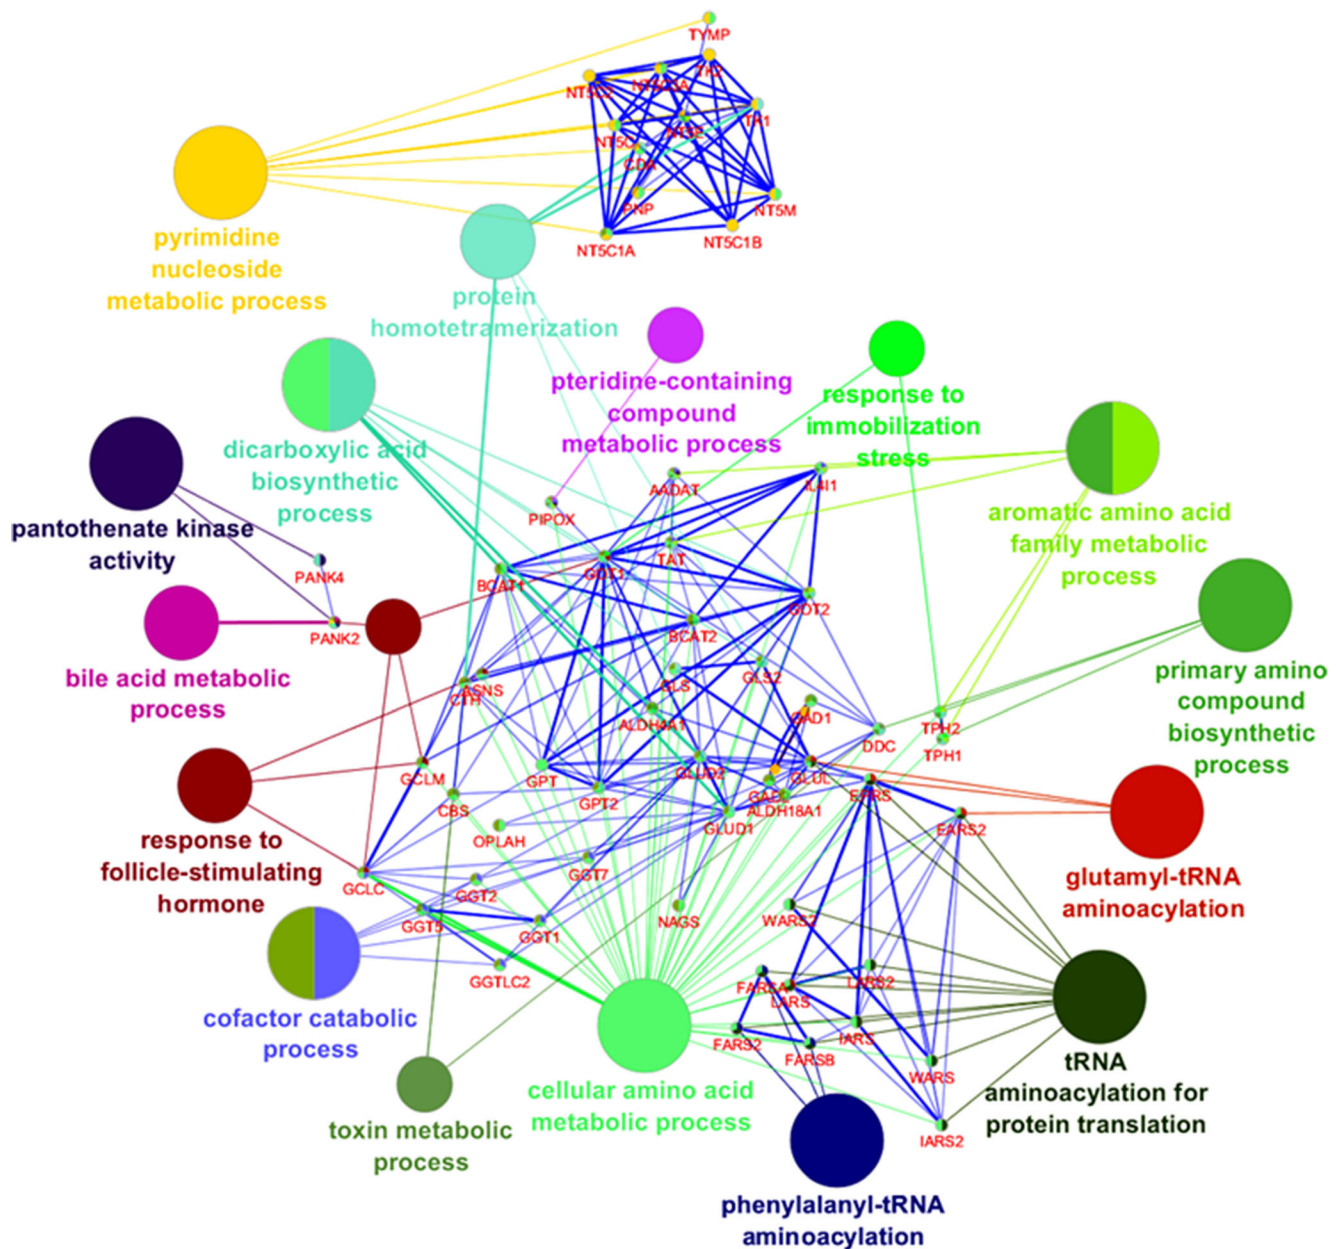 TYMP
TK2
NT5C2
NT5C3A
TK1
NT5C
NT5E
CDA
PNP
NT5M
NT5C1B
NT5C1A
pyrimidine
nucleoside
metabolic process
protein
homotetramerization
pteridine-containing
compound
metabolic process
response to
immobilization
stress
dicarboxylic acid
biosynthetic
process
aromatic amino acid
family metabolic
process
pantothenate kinase
activity
AADAT
IL4I1
PIPOX
TAT
GOT1
BCAT1
PANK4
GOT2
BCAT2
PANK2
bile acid metabolic
process
primary amino
compound
biosynthetic
process
ASNS
CTH
GLS
GLS2
ALDH4A1
GAD1
DDC
TPH2
TPH1
GCLM
GPT
GLUD2
GLUL
GPT2
GAD2
ALDH18A1
EPRS
CBS
GLUD1
EARS2
OPLAH
response to
follicle-stimulating
hormone
glutamyl-tRNA
aminoacylation
GCLC
GGT7
GGT2
GGT5
GGT1
NAGS
WARS2
GGTLC2
FARSA
LARS
LARS2
cofactor catabolic
process
FARS2
FARSB
IARS
WARS
IARS2
tRNA
aminoacylation for
protein translation
cellular amino acid
metabolic process
toxin metabolic
process
phenylalanyl-tRNA
aminoacylation